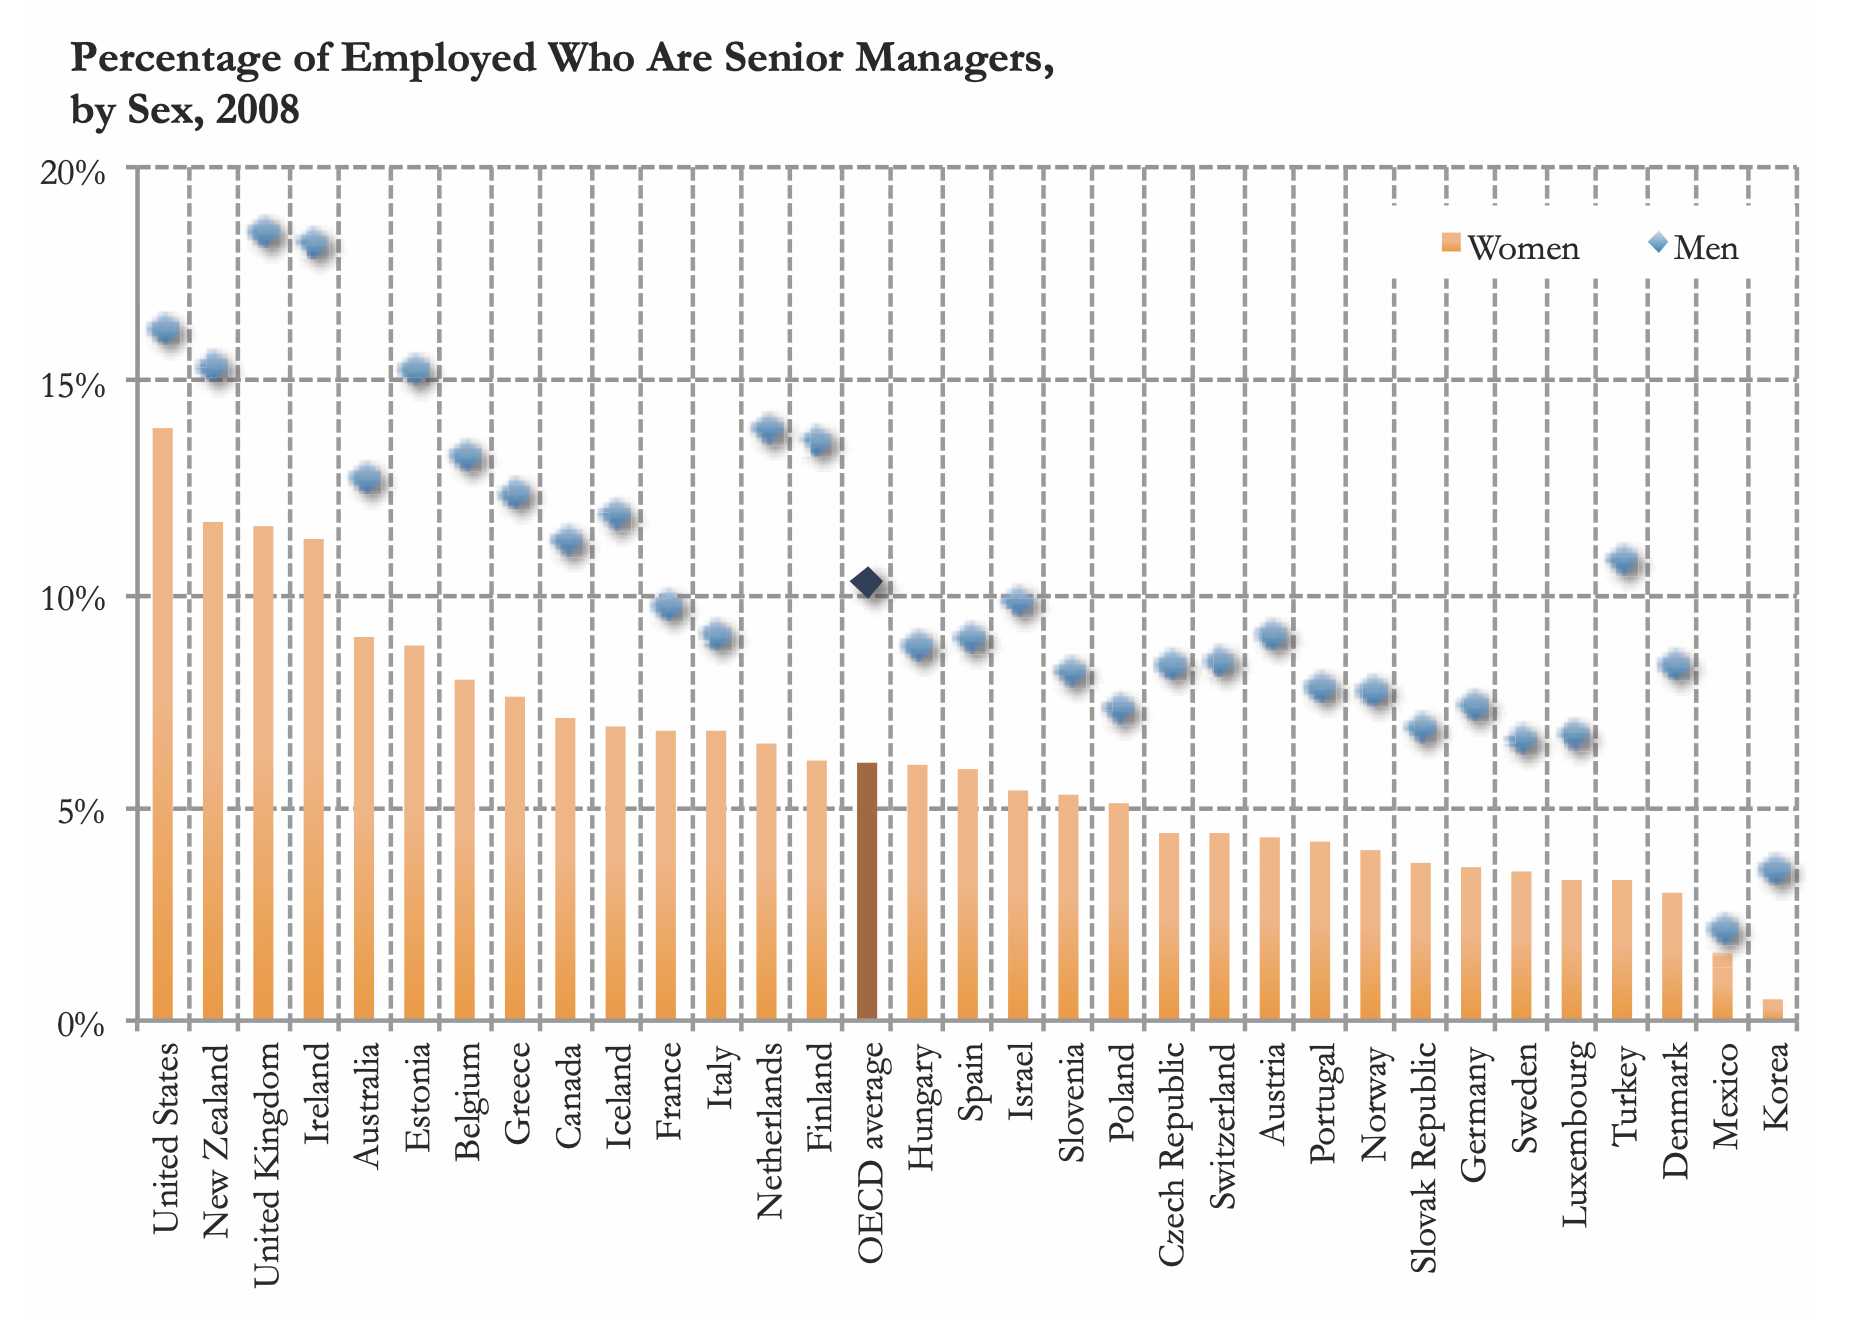 Percentage of Employed Who Are Senior Managers,
by Sex, 2008
20%
15%
10%
5%
0%
Women
Men
United States
New Zealand
United Kingdom
Ireland
Australia
Estonia
Belgium
Greece
Canada
Iceland
France
Italy
Netherlands
Finland
OECD average
Hungary
Spain
Israel
Slovenia
Poland
Czech Republic
Switzerland
Austria
Portugal
Norway
Slovak Republic
Germany
Sweden
Luxembourg
Turkey
Denmark
Mexico
Korea